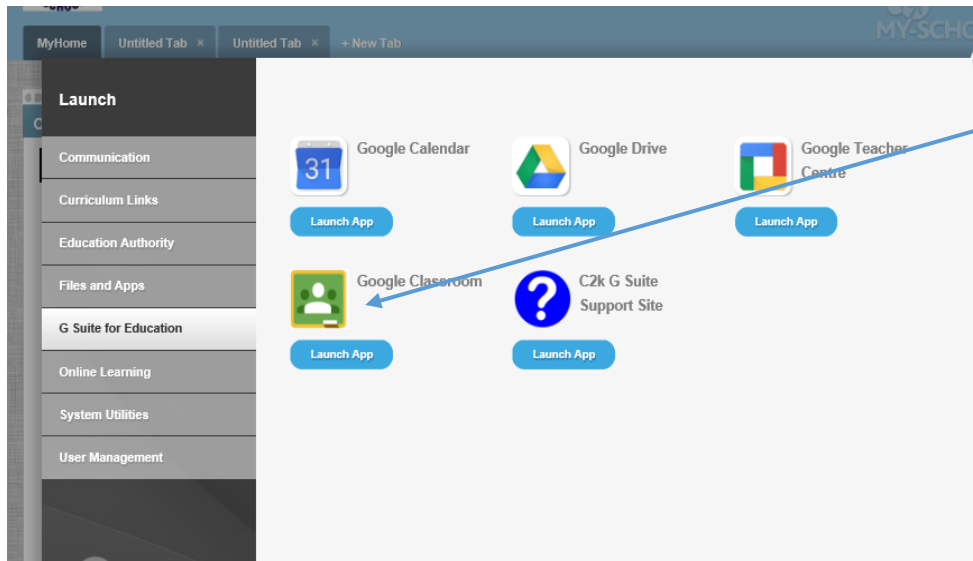 MyHome
Untitled Tab ×
Untitled Tab ×
+ New Tab
MY-SCHO
Launch
Communication
Curriculum Links
Education Authority
Files and Apps
G Suite for Education
Online Learning
System Utilities
User Management
31
Google Calendar
Launch App
Google Drive
Launch App
Google Teacher
Centre
Launch App
Google Classroom
Launch App
?
C2k G Suite
Support Site
Launch App